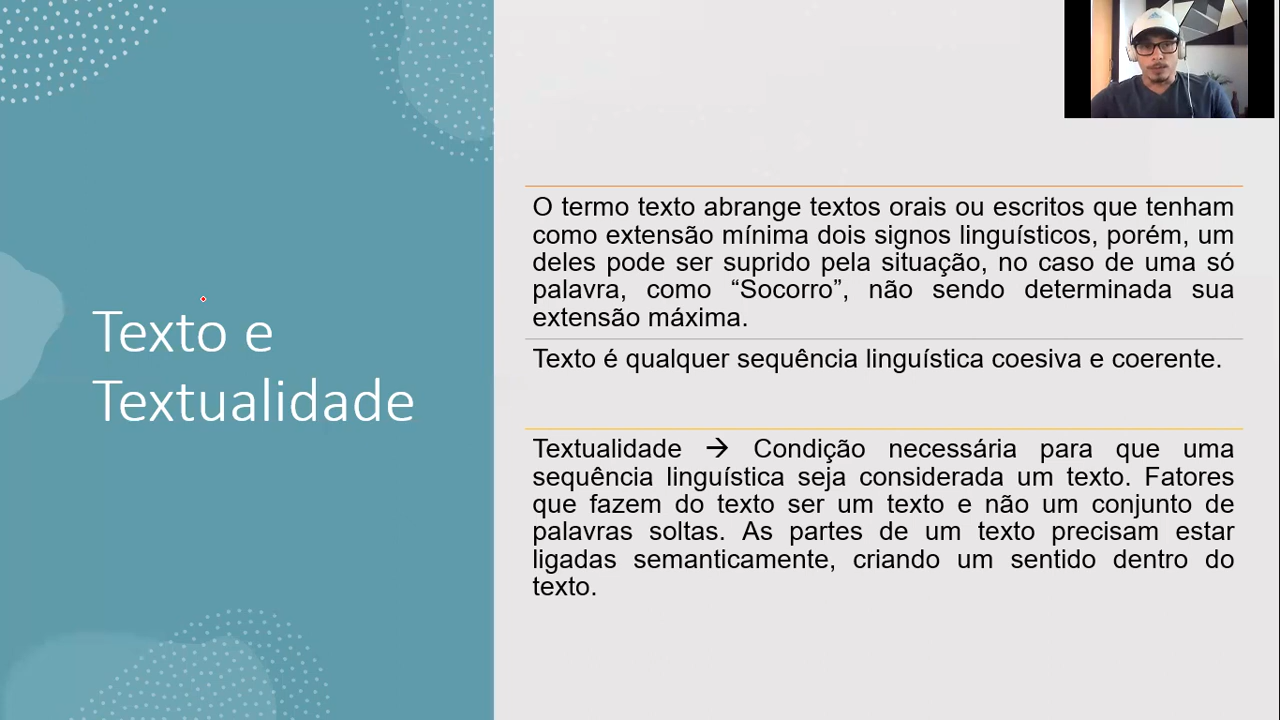 Texto e
Textualidade
O termo texto abrange textos orais ou escritos que tenham
como extensão mínima dois signos linguísticos, porém, um
deles pode ser suprido pela situação, no caso de uma só
palavra, como “Socorro”, não sendo determinada sua
extensão máxima.
Texto é qualquer sequência linguística coesiva e coerente.
Textualidade → Condição necessária para que uma
sequência linguística seja considerada um texto. Fatores
que fazem do texto ser um texto e não um conjunto de
palavras soltas. As partes de um texto precisam estar
ligadas semanticamente, criando um sentido dentro do
texto.